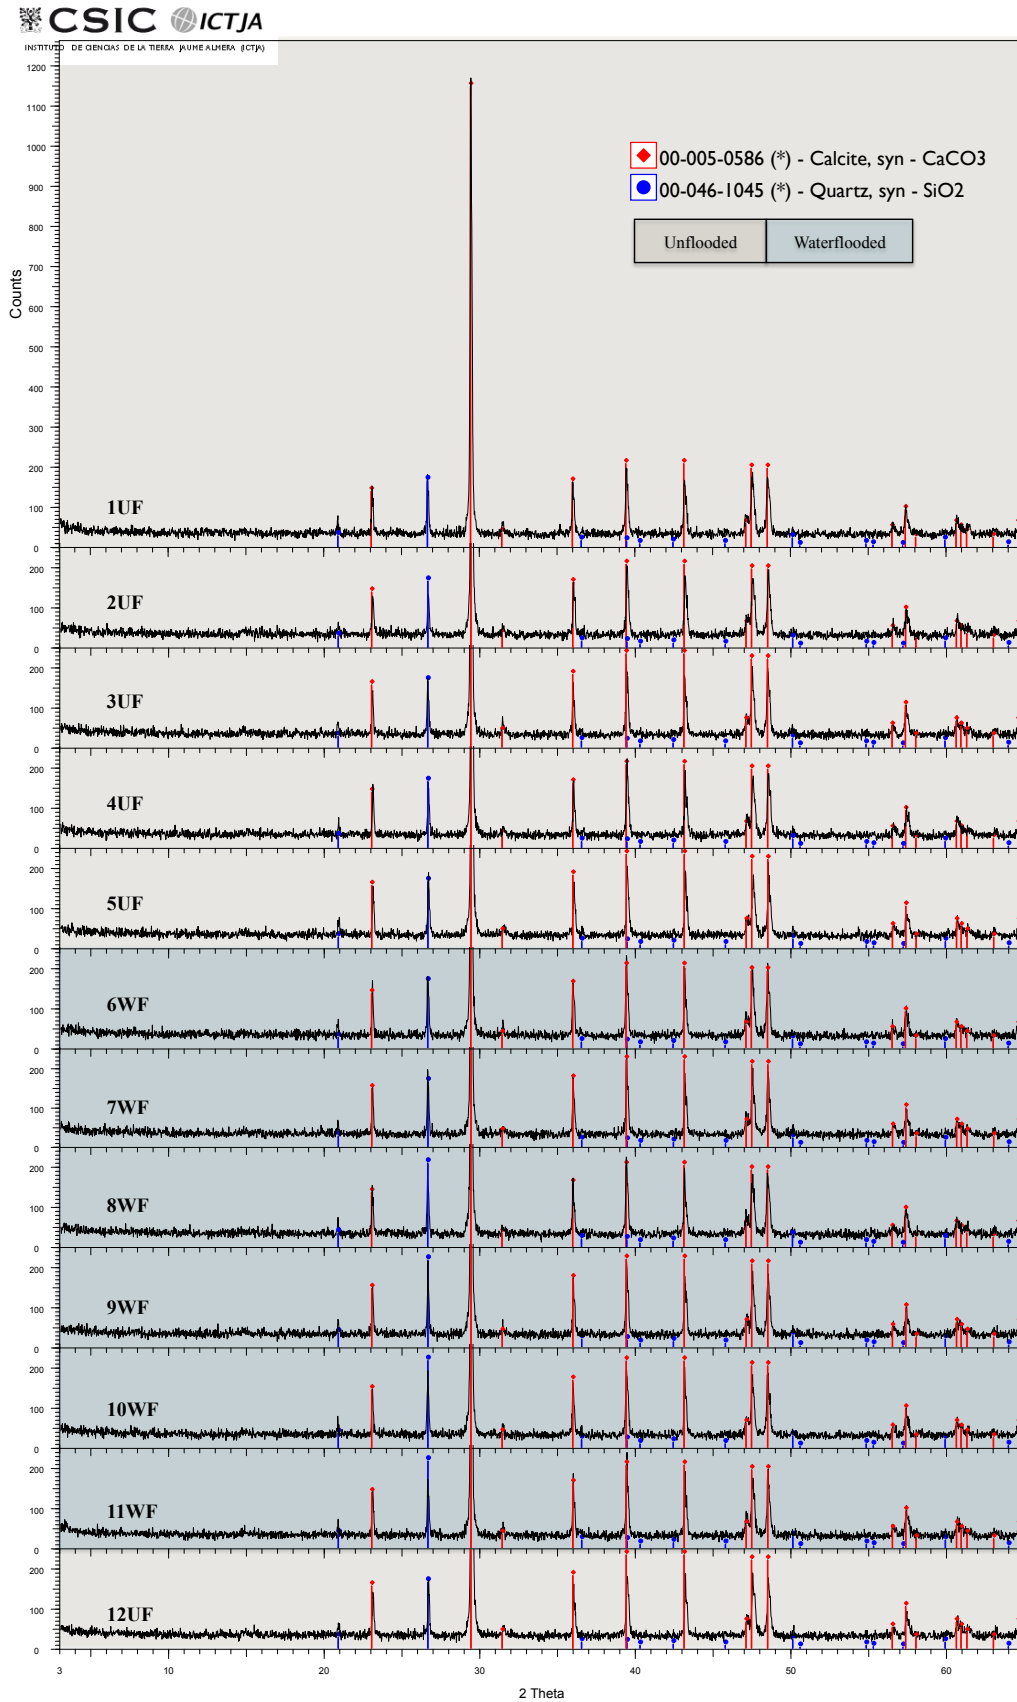 CSIC ICTJA
INSTITUTO DE CIENCIAS DE LA TIERRA JAUME ALMERA (ICTJA)
00-005-0586 (*) - Calcite, syn - CaCO3
00-046-1045 (*) - Quartz, syn - SiO2
Unflooded Waterflooded
Counts
1200
1100
1000
900
800
700
600
500
400
300
200
100
0
1UF
200
100
0
2UF
200
100
0
3UF
200
100
0
4UF
200
100
0
5UF
200
100
0
6WF
200
100
0
7WF
200
100
0
8WF
200
100
0
9WF
200
100
0
10WF
200
100
0
11WF
200
100
0
12UF
3 10 20 30 40 50 60
2 Theta